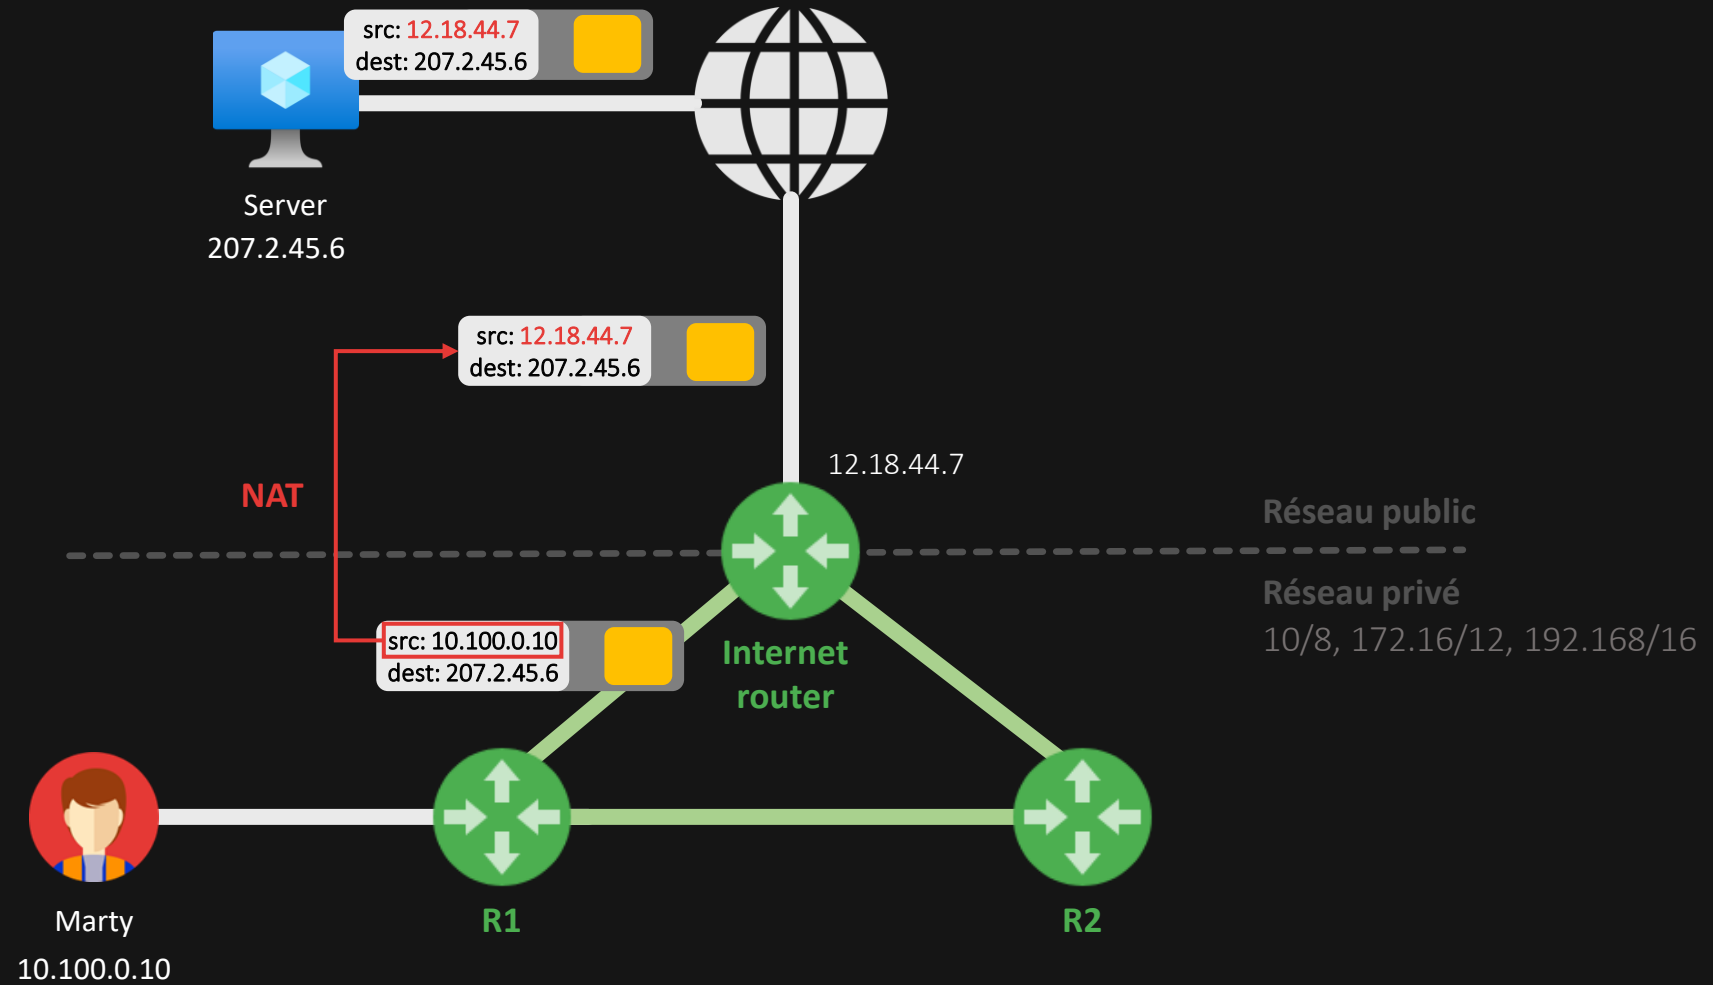 src: 12.18.44.7
dest: 207.2.45.6
Server
207.2.45.6
src: 12.18.44.7
dest: 207.2.45.6
12.18.44.7
NAT
Réseau public
Réseau privé
10/8, 172.16/12, 192.168/16
src: 10.100.0.10
dest: 207.2.45.6
Internet
router
Marty
10.100.0.10
R1
R2